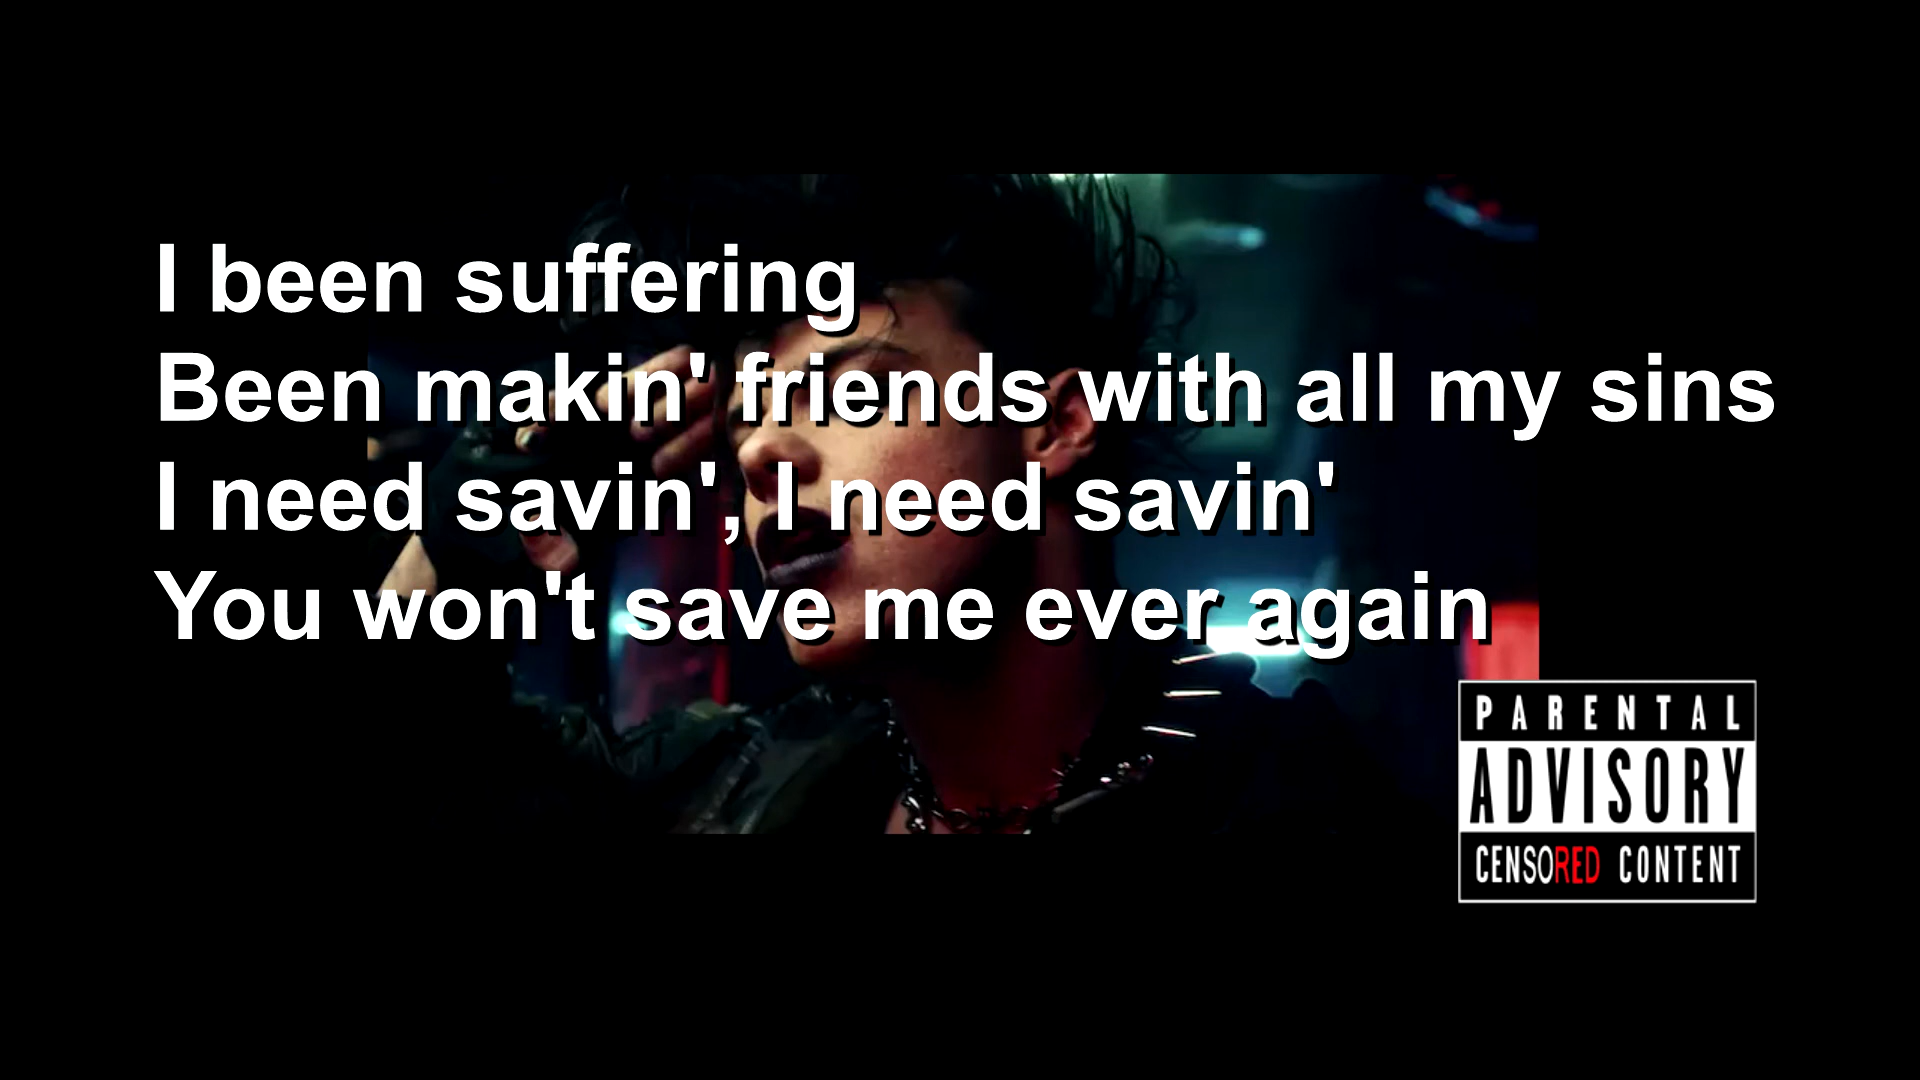 I been suffering
Been makin' friends with all my sins
I need savin', I need savin'
You won't save me ever again
PARENTAL
ADVISORY
CENSORED CONTENT